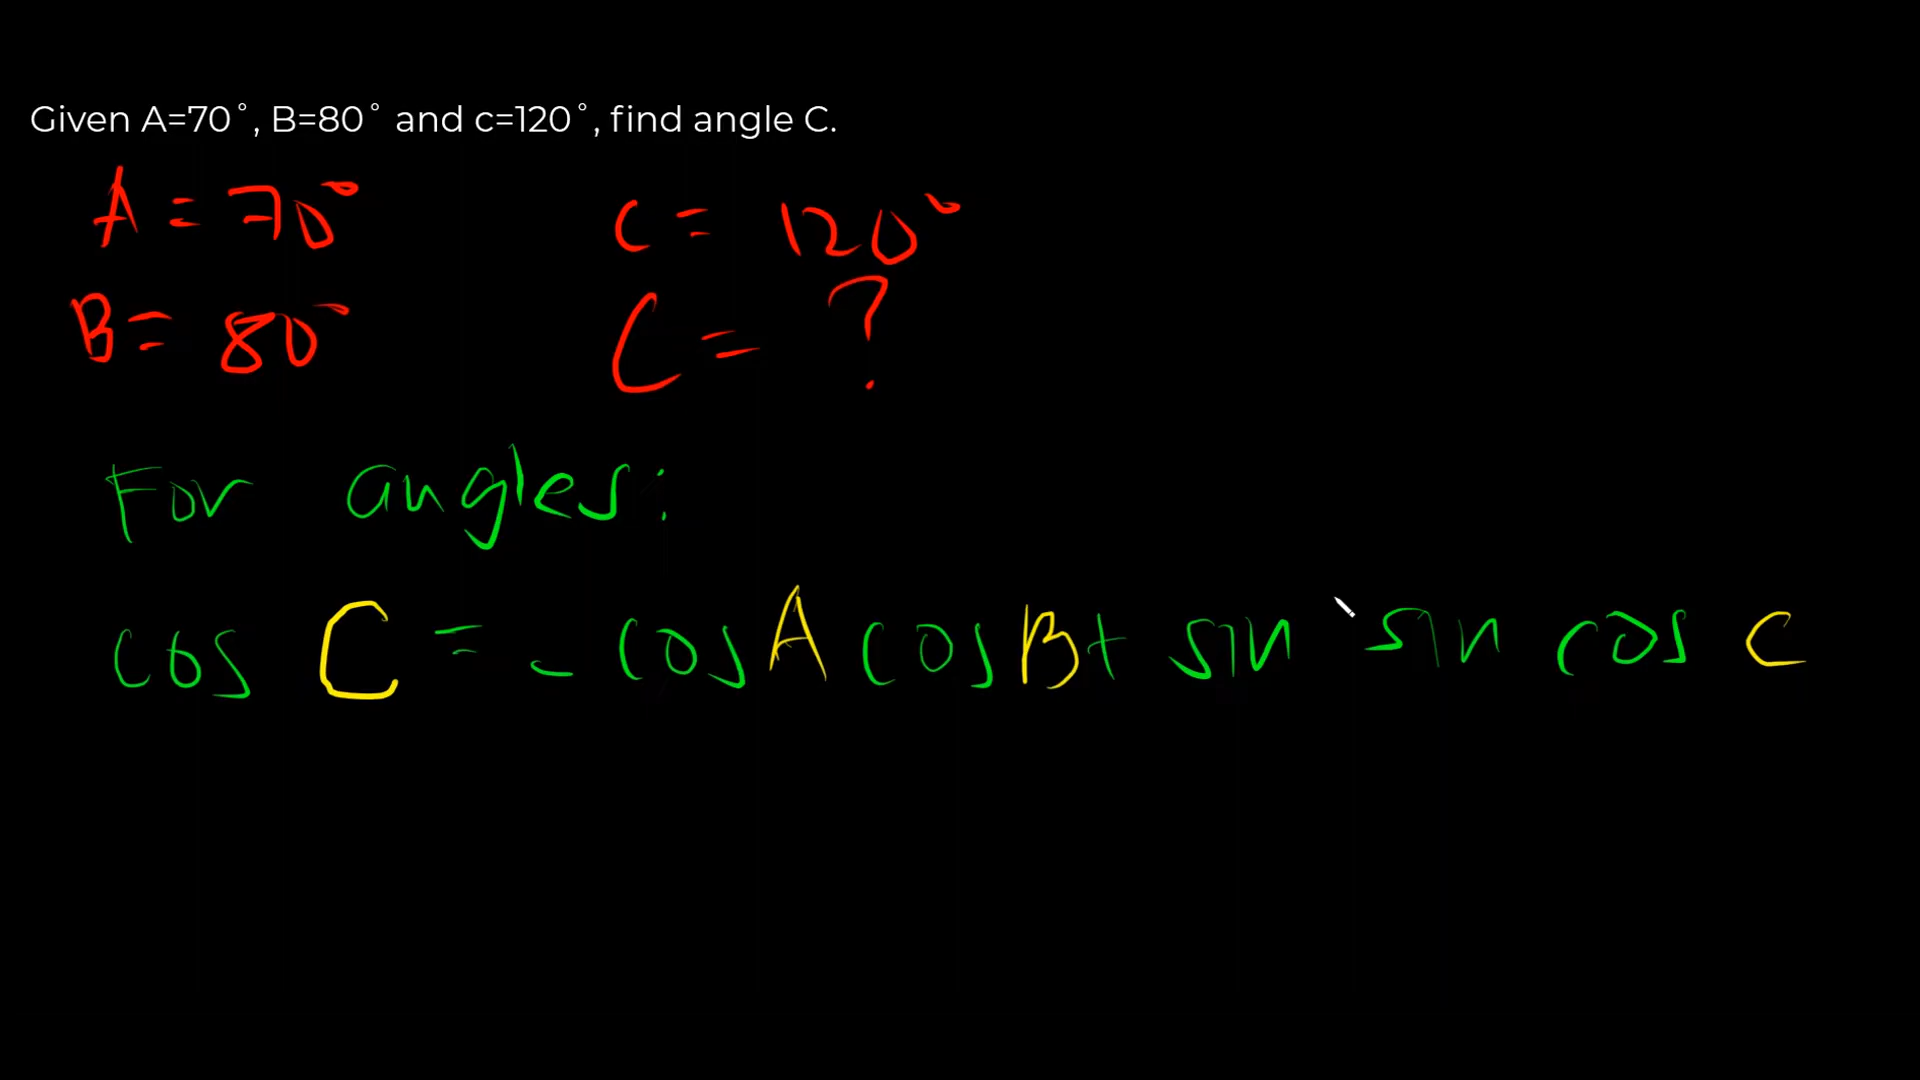 Given A=70°, B=80° and c=120°, find angle C.
A = 70° c = 120°
B = 80° C = ?
For angles:
cos C = - cos A cos B + sin sin cos c